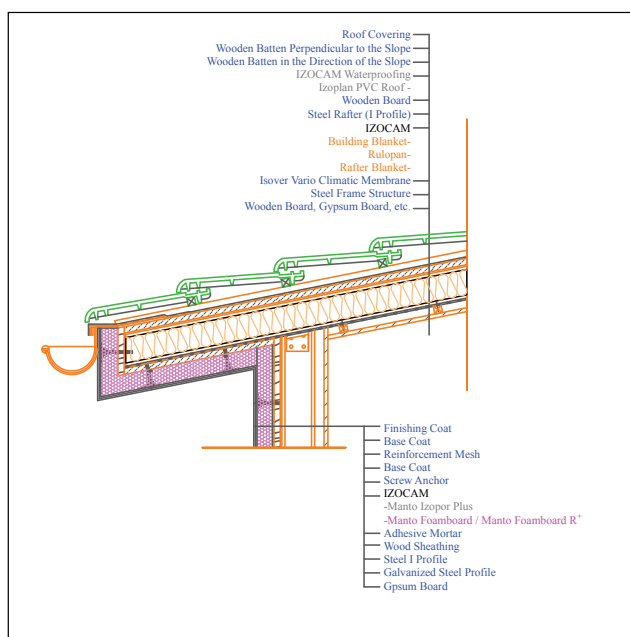 Roof Covering
Wooden Batten Perpendicular to the Slope
Wooden Batten in the Direction of the Slope
IZOCAM Waterproofing
Izoplan PVC Roof -
Wooden Board
Steel Rafter (I Profile)
IZOCAM
Building Blanket-
Rulopan-
Rafter Blanket-
Isover Vario Climatic Membrane
Steel Frame Structure
Wooden Board, Gypsum Board, etc.
Finishing Coat
Base Coat
Reinforcement Mesh
Base Coat
Screw Anchor
IZOCAM
-Manto Izopor Plus
-Manto Foamboard / Manto Foamboard R+
Adhesive Mortar
Wood Sheathing
Steel I Profile
Galvanized Steel Profile
Gpsum Board